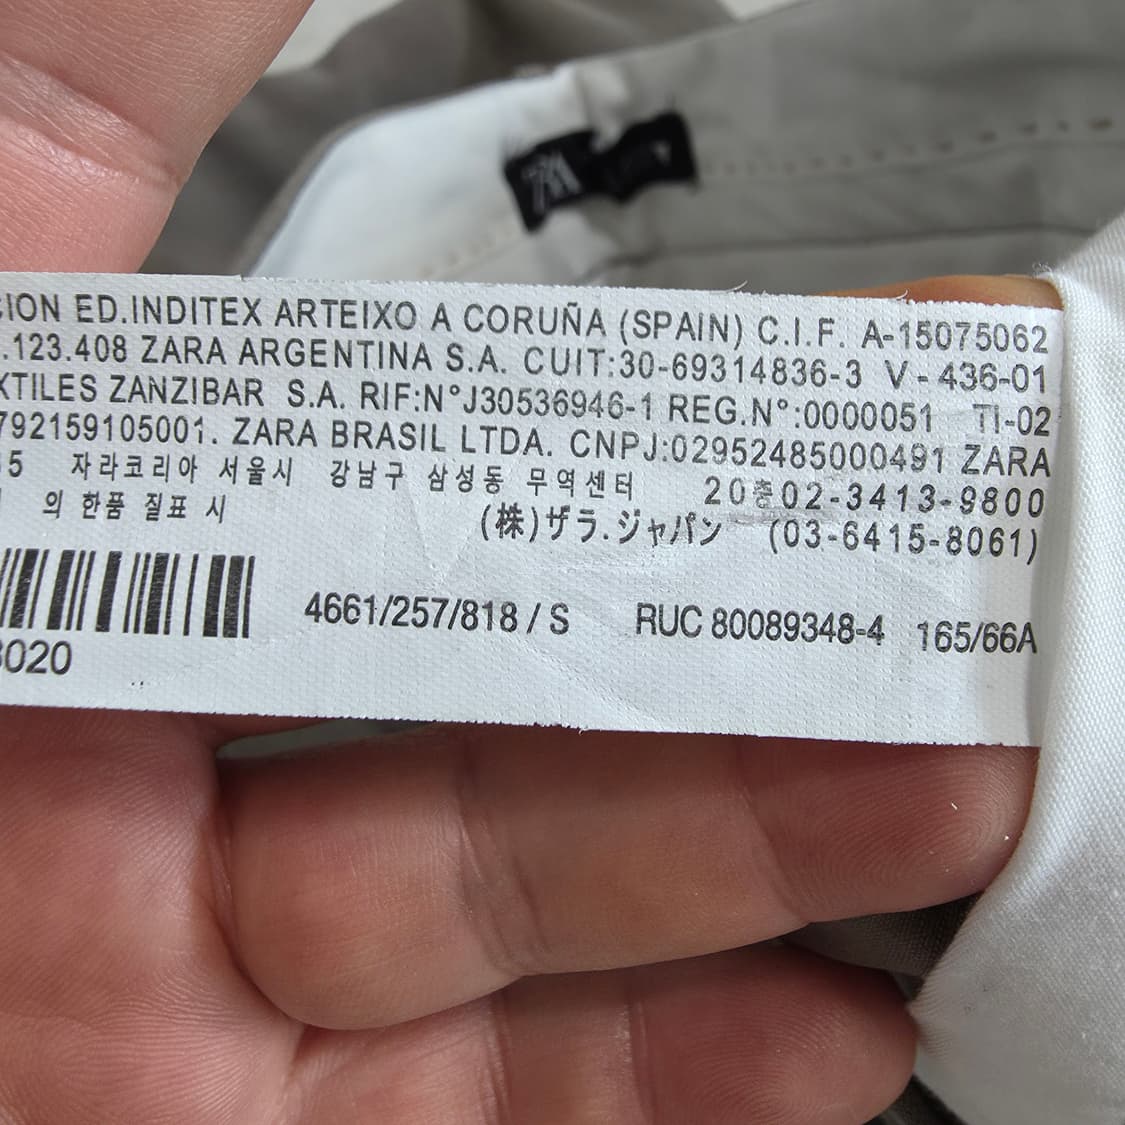 CION ED.INDITEX ARTEIXO A CORUÑA (SPAIN) C.I.F. A-15075062
.123.408 ZARA ARGENTINA S.A. CUIT:30-69314836-3 V-436-01
XTILES ZANZIBAR S.A. RIF:N°J30536946-1 REG.N°:0000051 TI-02
792159105001. ZARA BRASIL LTDA. CNPJ:02952485000491 ZARA
5 자라코리아 서울시 강남구 삼성동 무역센터 20층02-3413-9800
의 한품 질표 시 (株)ザラ.ジャパン (03-6415-8061)
4661/257/818 / S RUC 80089348-4 165/66A
3020